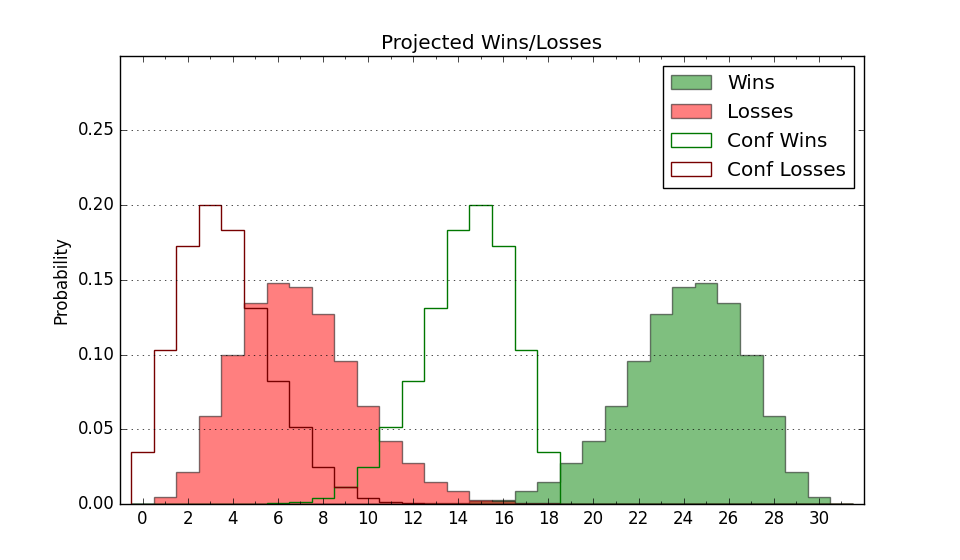 Projected Wins/Losses
Wins
Losses
Conf Wins
Conf Losses
Probability
0.25
0.20
0.15
0.10
0.05
0.00
0 2 4 6 8 10 12 14 16 18 20 22 24 26 28 30